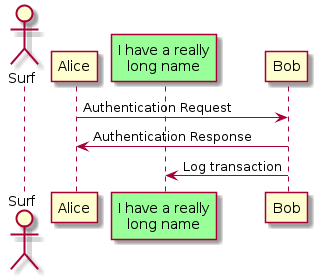 Surf
Alice
I have a really
long name
Bob
Authentication Request
Authentication Response
Log transaction
Surf
Alice
I have a really
long name
Bob